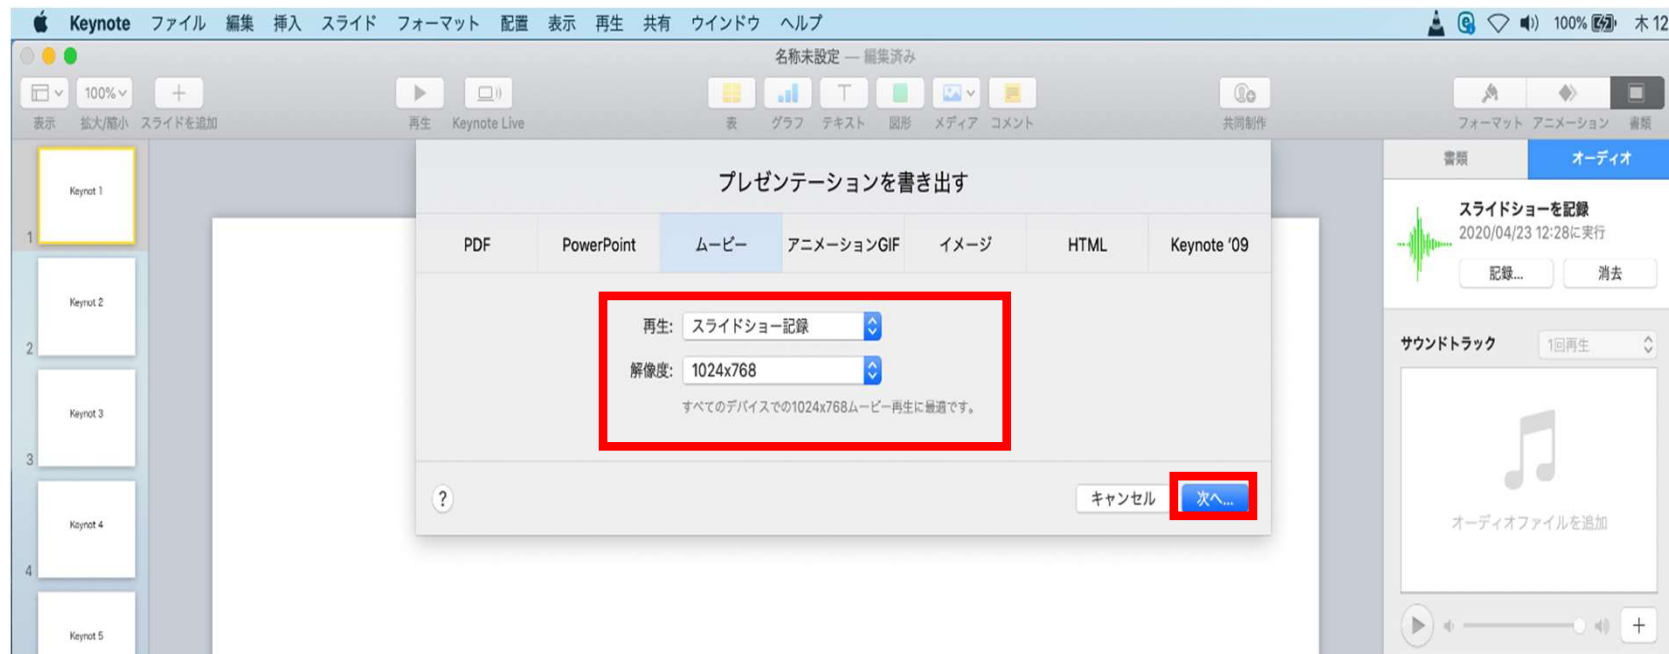 Keynote ファイル 編集 挿入 スライド フォーマット 配置 表示 再生 共有 ウインドウ ヘルプ 100% 木12
名称未設定 — 編集済み
100%
表示 拡大/縮小 スライドを追加 再生 Keynote Live 表 グラフ テキスト 図形 メディア コメント 共同制作 フォーマット アニメーション 書類
Keynot 1
1
Keynot 2
2
Keynot 3
3
Keynot 4
4
Keynot 5
プレゼンテーションを書き出す
PDF PowerPoint ムービー アニメーションGIF イメージ HTML Keynote '09
再生: スライドショー記録
解像度: 1024x768
すべてのデバイスでの1024x768ムービー再生に最適です。
? キャンセル 次へ...
書類 オーディオ
スライドショーを記録
2020/04/23 12:28に実行
記録... 消去
サウンドトラック 1回再生
オーディオファイルを追加